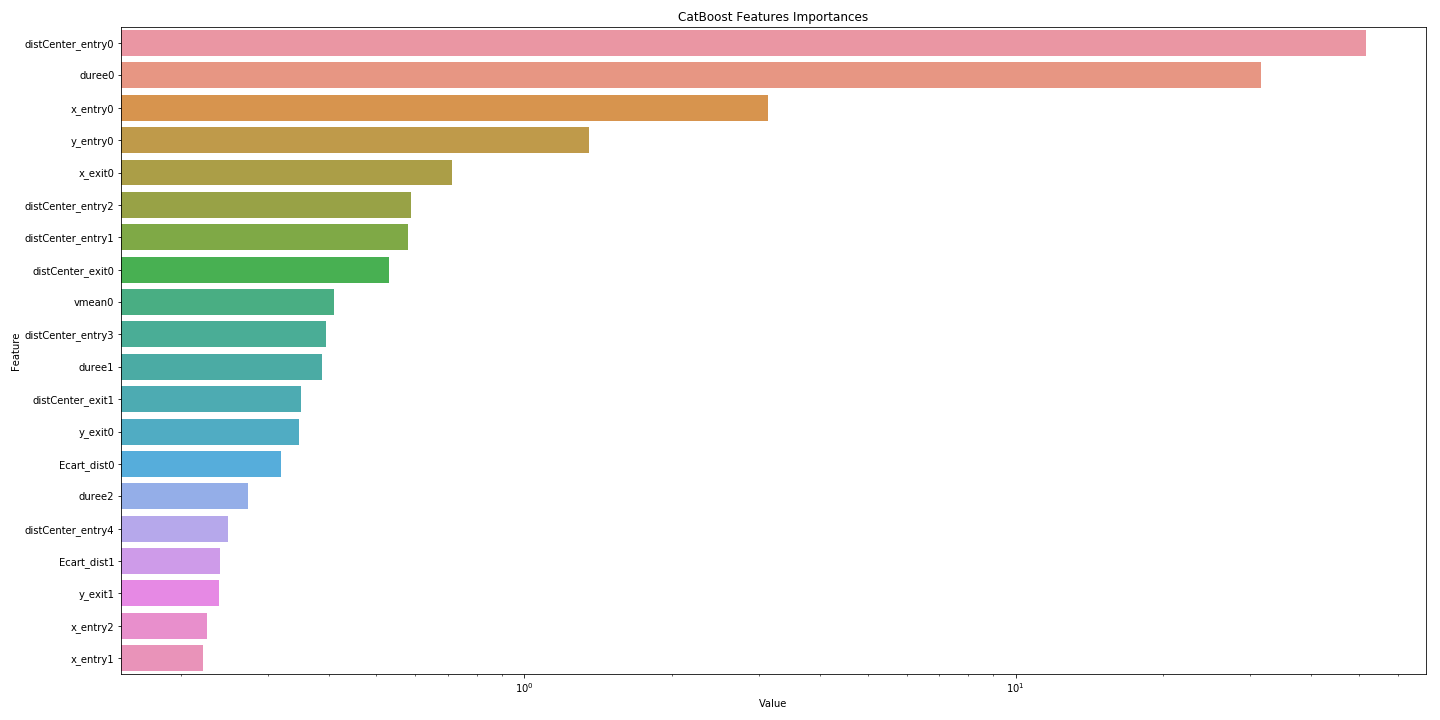 CatBoost Features Importances
distCenter_entry0
duree0
x_entry0
y_entry0
x_exit0
distCenter_entry2
distCenter_entry1
distCenter_exit0
vmean0
distCenter_entry3
duree1
distCenter_exit1
y_exit0
Ecart_dist0
duree2
distCenter_entry4
Ecart_dist1
y_exit1
x_entry2
x_entry1
Feature
10⁰ 10¹
Value